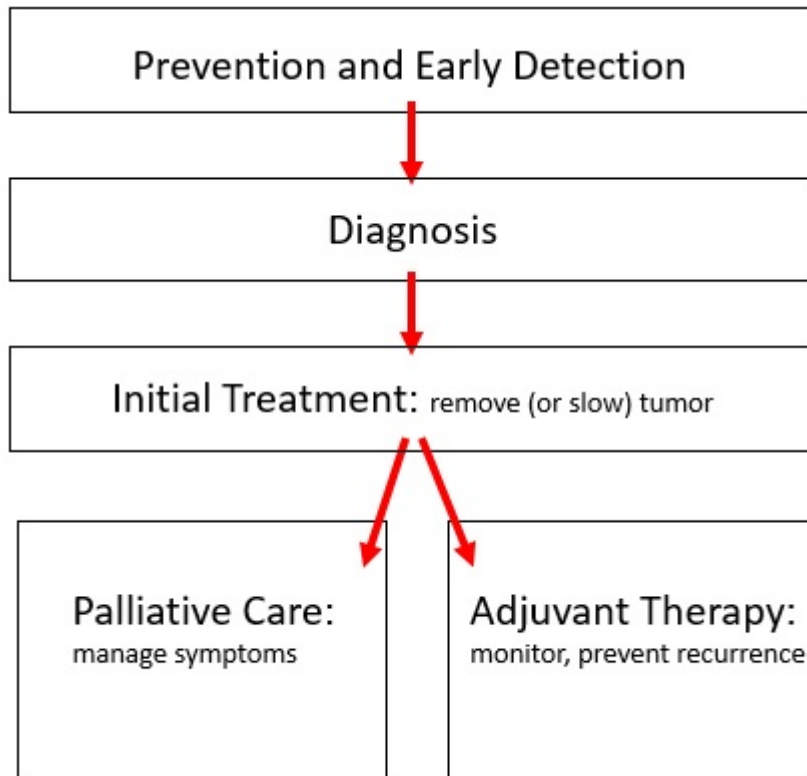 Prevention and Early Detection
Diagnosis
Initial Treatment: remove (or slow) tumor
Palliative Care:
manage symptoms
Adjuvant Therapy:
monitor, prevent recurrence